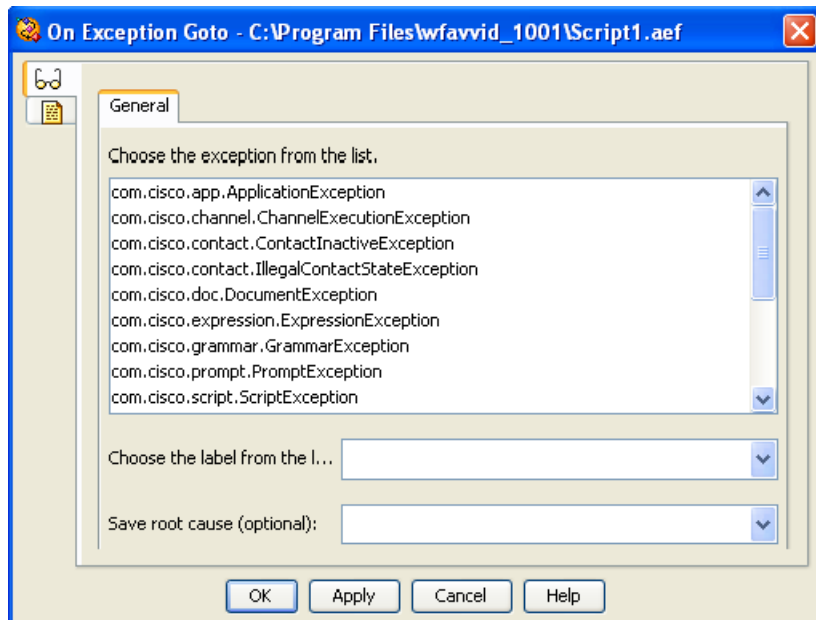 On Exception Goto - C:\Program Files\wfavvid_1001\Script1.aef
General
Choose the exception from the list.
com.cisco.app.ApplicationException
com.cisco.channel.ChannelExecutionException
com.cisco.contact.ContactInactiveException
com.cisco.contact.IllegalContactStateException
com.cisco.doc.DocumentException
com.cisco.expression.ExpressionException
com.cisco.grammar.GrammarException
com.cisco.prompt.PromptException
com.cisco.script.ScriptException
Choose the label from the l...
Save root cause (optional):
OK Apply Cancel Help